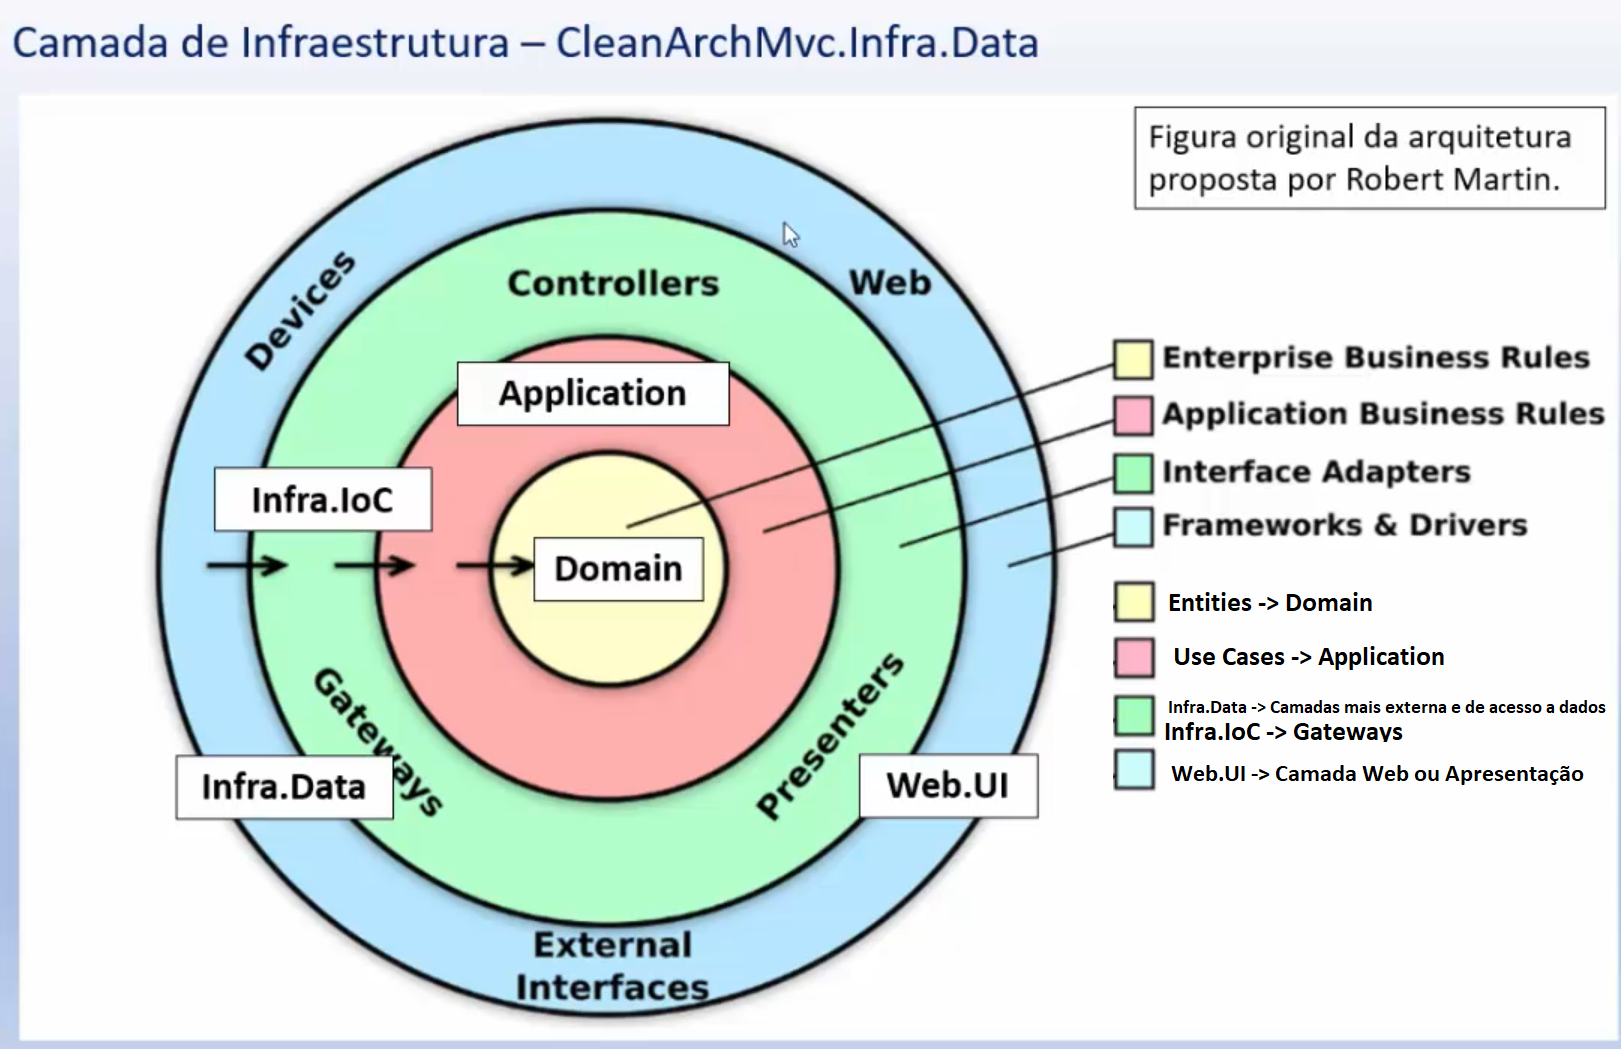 Camada de Infraestrutura – CleanArchMvc.Infra.Data
Figura original da arquitetura
proposta por Robert Martin.
Devices
Controllers
Web
Application
Infra.IoC
Domain
Gateways
Presenters
Infra.Data
Web.UI
External
Interfaces
Enterprise Business Rules
Application Business Rules
Interface Adapters
Frameworks & Drivers
Entities -> Domain
Use Cases -> Application
Infra.Data -> Camadas mais externa e de acesso a dados
Infra.IoC -> Gateways
Web.UI -> Camada Web ou Apresentação